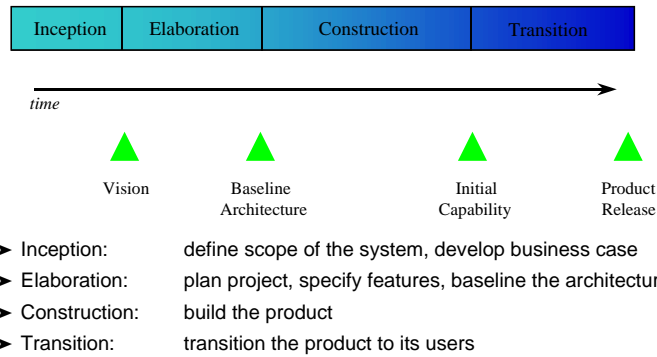 Inception Elaboration Construction Transition
time
Vision Baseline Initial Product
Architecture Capability Release
➤ Inception: define scope of the system, develop business case
➤ Elaboration: plan project, specify features, baseline the architectur
➤ Construction: build the product
➤ Transition: transition the product to its users